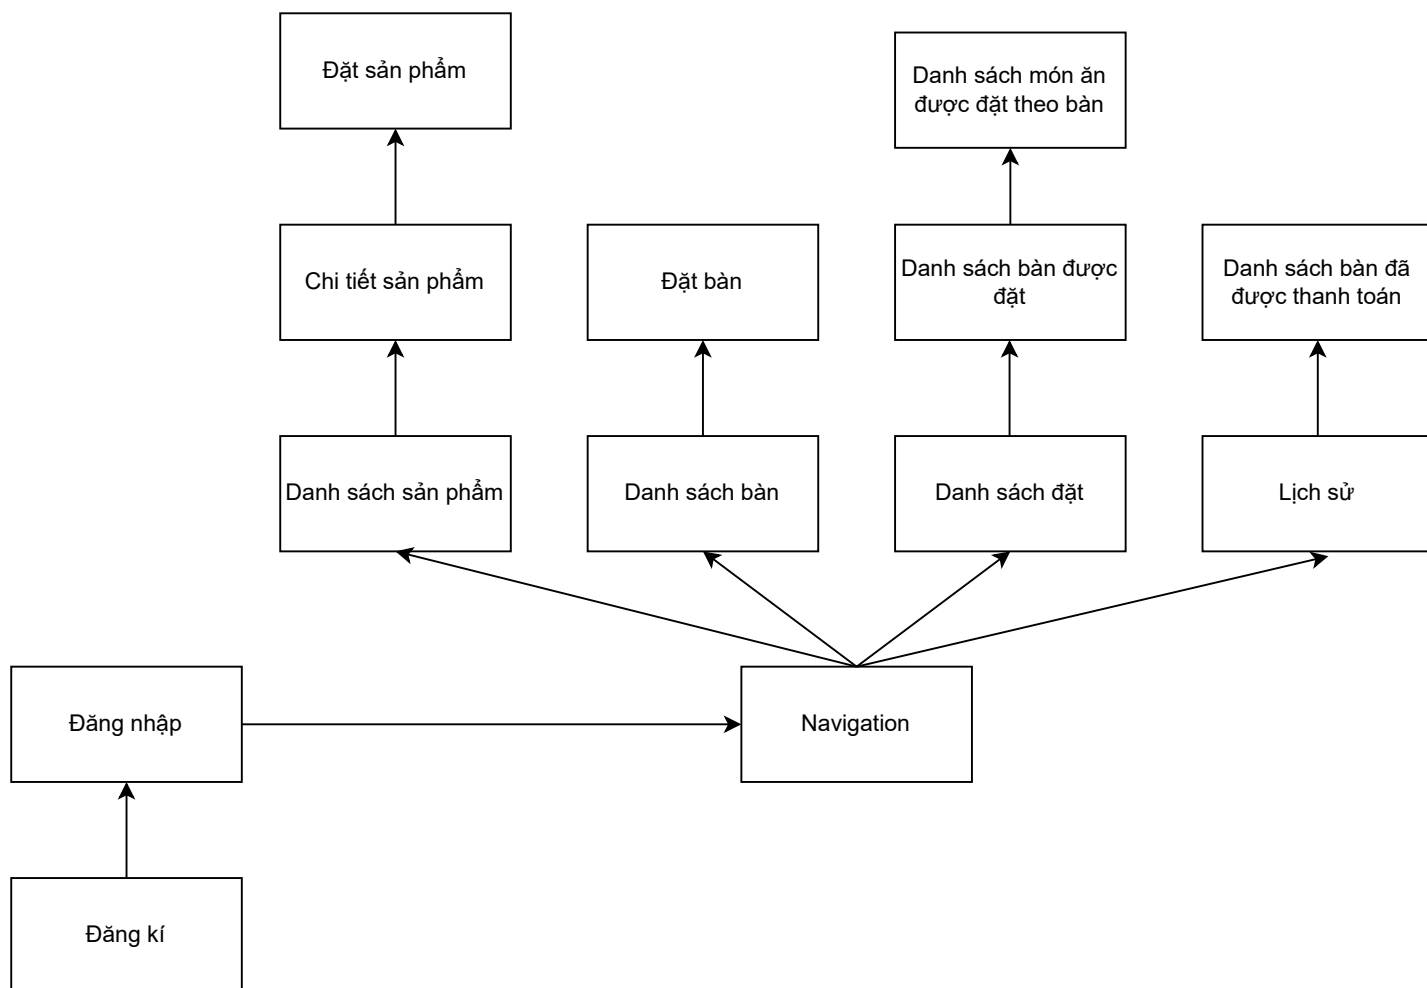 Đặt sản phẩm
Danh sách món ăn
được đặt theo bàn
Chi tiết sản phẩm
Đặt bàn
Danh sách bàn được
đặt
Danh sách bàn đã
được thanh toán
Danh sách sản phẩm
Danh sách bàn
Danh sách đặt
Lịch sử
Đăng nhập
Navigation
Đăng kí